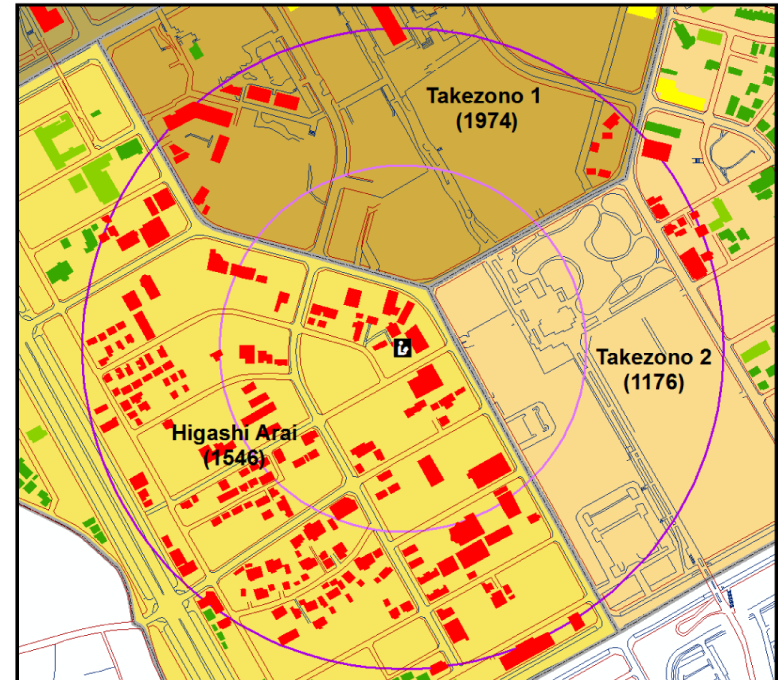 Takezono 1
(1974)
Takezono 2
(1176)
Higashi Arai
(1546)